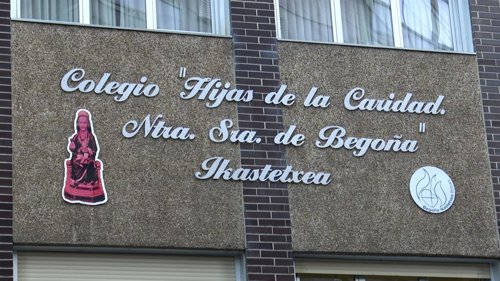 Colegio "Hijas de la Caridad.
Ntra. Sra. de Begoña"
Ikastetxea